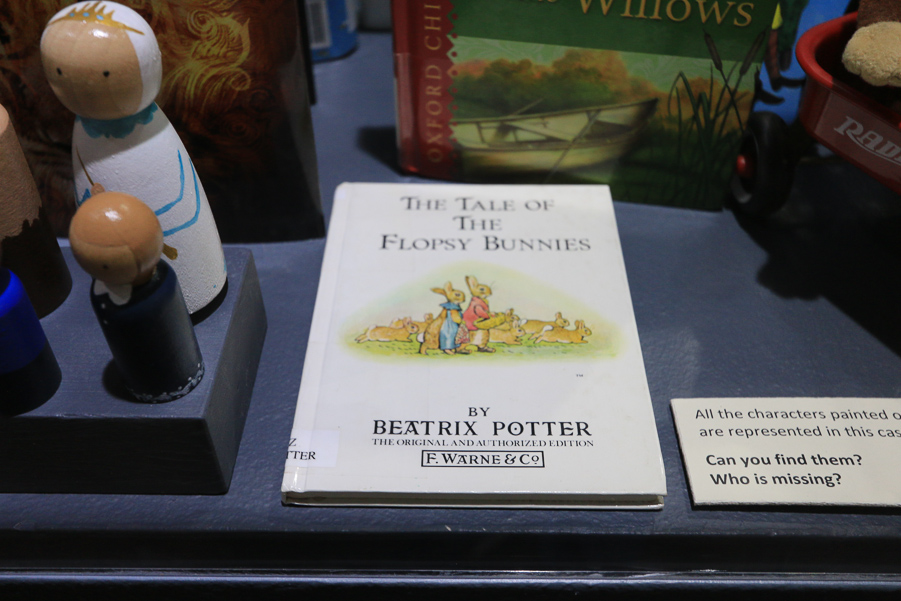 Willows
OXFORD CHI
RAD
THE TALE OF
THE
FLOPSY BUNNIES
TM
BY
BEATRIX POTTER
THE ORIGINAL AND AUTHORIZED EDITION
F. WARNE & Co
Z
TTER
All the characters painted o
are represented in this cas
Can you find them?
Who is missing?